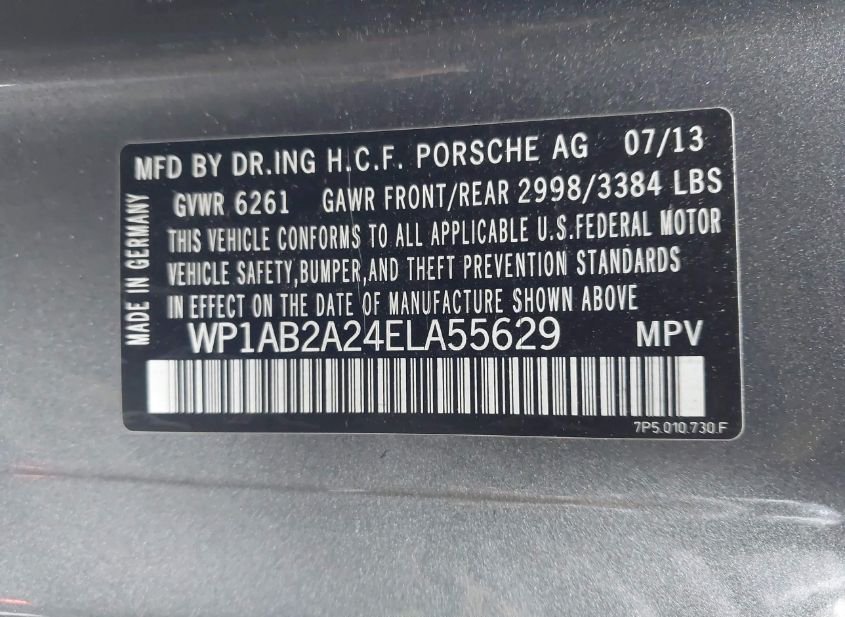 MFD BY DR.ING H.C.F. PORSCHE AG 07/13
GVWR 6261 GAWR FRONT/REAR 2998/3384 LBS
THIS VEHICLE CONFORMS TO ALL APPLICABLE U.S.FEDERAL MOTOR
VEHICLE SAFETY,BUMPER,AND THEFT PREVENTION STANDARDS
IN EFFECT ON THE DATE OF MANUFACTURE SHOWN ABOVE
WP1AB2A24ELA55629 MPV
7P5.010.730.F
MADE IN GERMANY